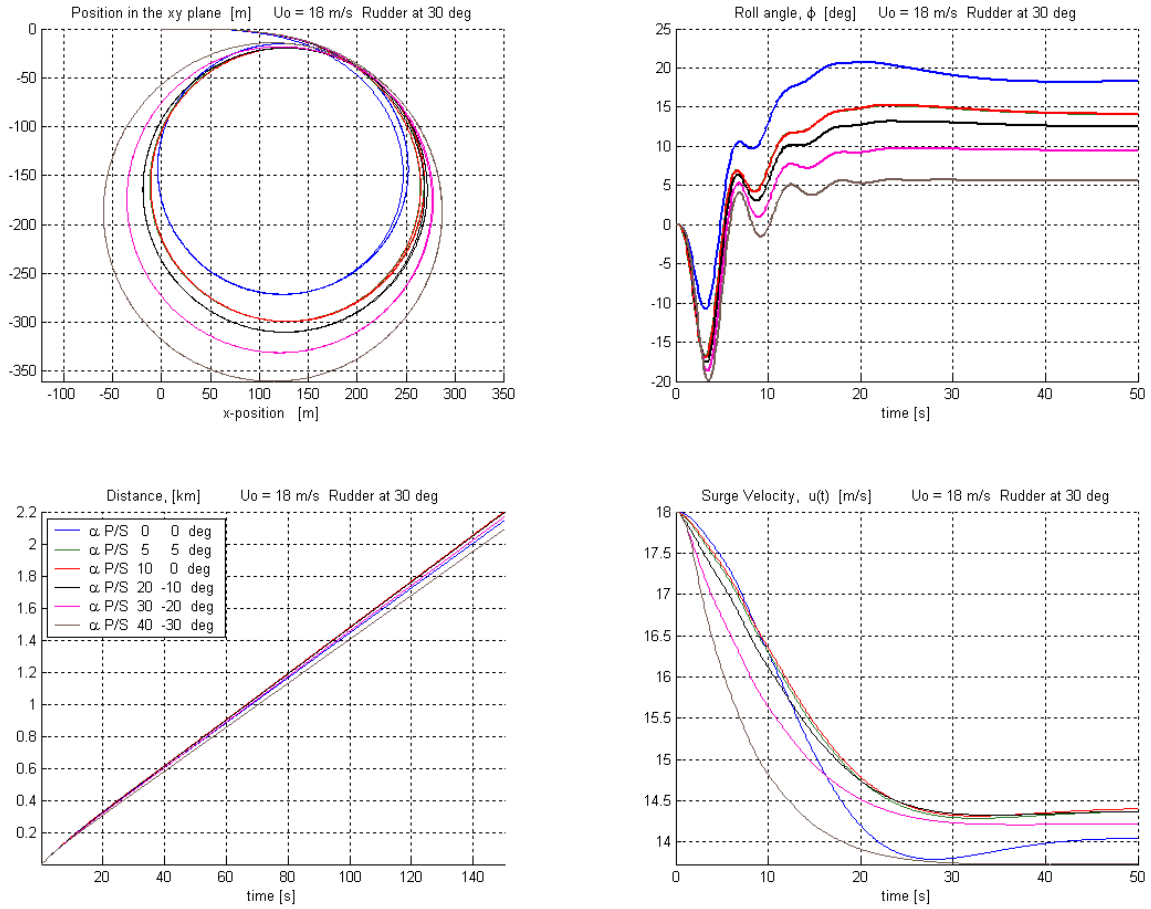 Position in the xy plane [m] Uo = 18 m/s Rudder at 30 deg
0
-50
-100
-150
-200
-250
-300
-350
-100 -50 0 50 100 150 200 250 300 350
x-position [m]
Roll angle, ϕ [deg] Uo = 18 m/s Rudder at 30 deg
25
20
15
10
5
0
-5
-10
-15
-20
0 10 20 30 40 50
time [s]
Distance, [km] Uo = 18 m/s Rudder at 30 deg
2.2
2
1.8
1.6
1.4
1.2
1
0.8
0.6
0.4
0.2
α P/S 0 0 deg
α P/S 5 5 deg
α P/S 10 0 deg
α P/S 20 -10 deg
α P/S 30 -20 deg
α P/S 40 -30 deg
20 40 60 80 100 120 140
time [s]
Surge Velocity, u(t) [m/s] Uo = 18 m/s Rudder at 30 deg
18
17.5
17
16.5
16
15.5
15
14.5
14
0 10 20 30 40 50
time [s]